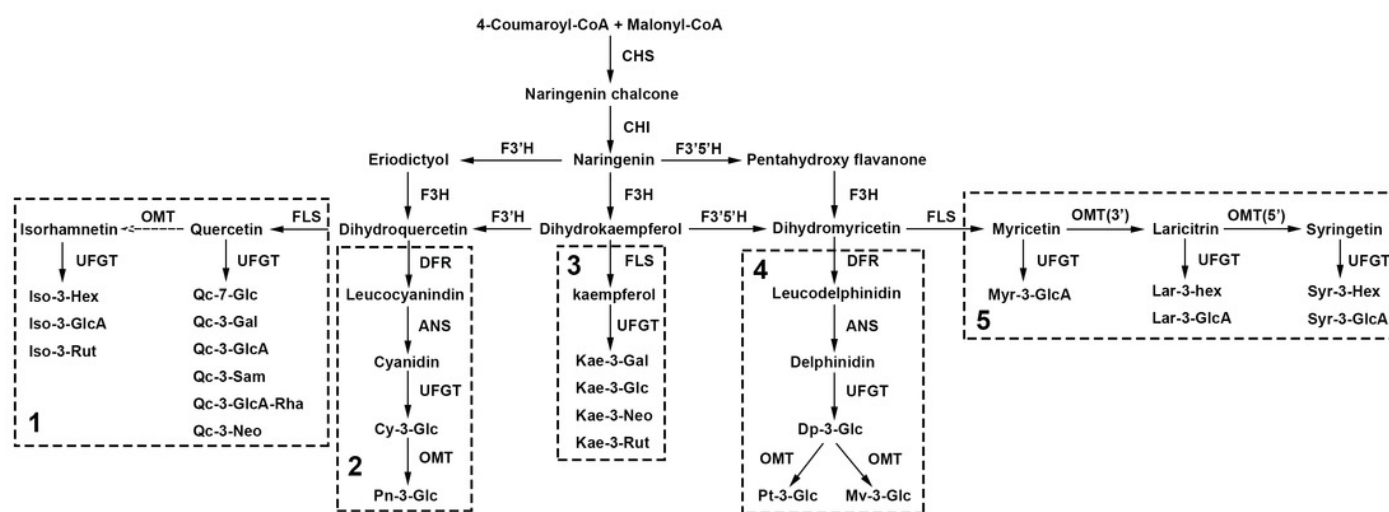 4-Coumaroyl-CoA + Malonyl-CoA
CHS
Naringenin chalcone
CHI
Eriodictyol
F3'H
Naringenin
F3'5'H
Pentahydroxy flavanone
F3H
F3H
F3H
Isorhamnetin
OMT
Quercetin
FLS
Dihydroquercetin
F3'H
Dihydrokaempferol
F3'5'H
Dihydromyricetin
FLS
Myricetin
OMT(3')
Laricitrin
OMT(5')
Syringetin
UFGT
Iso-3-Hex
Iso-3-GlcA
Iso-3-Rut
UFGT
Qc-7-Glc
Qc-3-Gal
Qc-3-GlcA
Qc-3-Sam
Qc-3-GlcA-Rha
Qc-3-Neo
1
DFR
Leucocyanindin
ANS
Cyanidin
UFGT
Cy-3-Glc
OMT
Pn-3-Glc
2
3
FLS
kaempferol
UFGT
Kae-3-Gal
Kae-3-Glc
Kae-3-Neo
Kae-3-Rut
4
DFR
Leucodelphinidin
ANS
Delphinidin
UFGT
Dp-3-Glc
OMT
OMT
Pt-3-Glc
Mv-3-Glc
UFGT
Myr-3-GlcA
UFGT
Lar-3-hex
Lar-3-GlcA
UFGT
Syr-3-Hex
Syr-3-GlcA
5